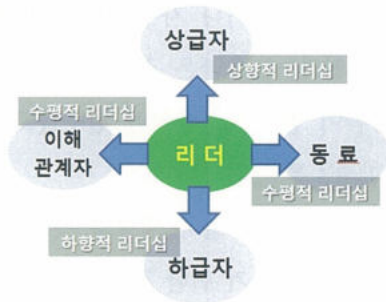 상급자
상향적 리더십
수평적 리더십
이해
관계자
리 더
동 료
수평적 리더십
하향적 리더십
하급자